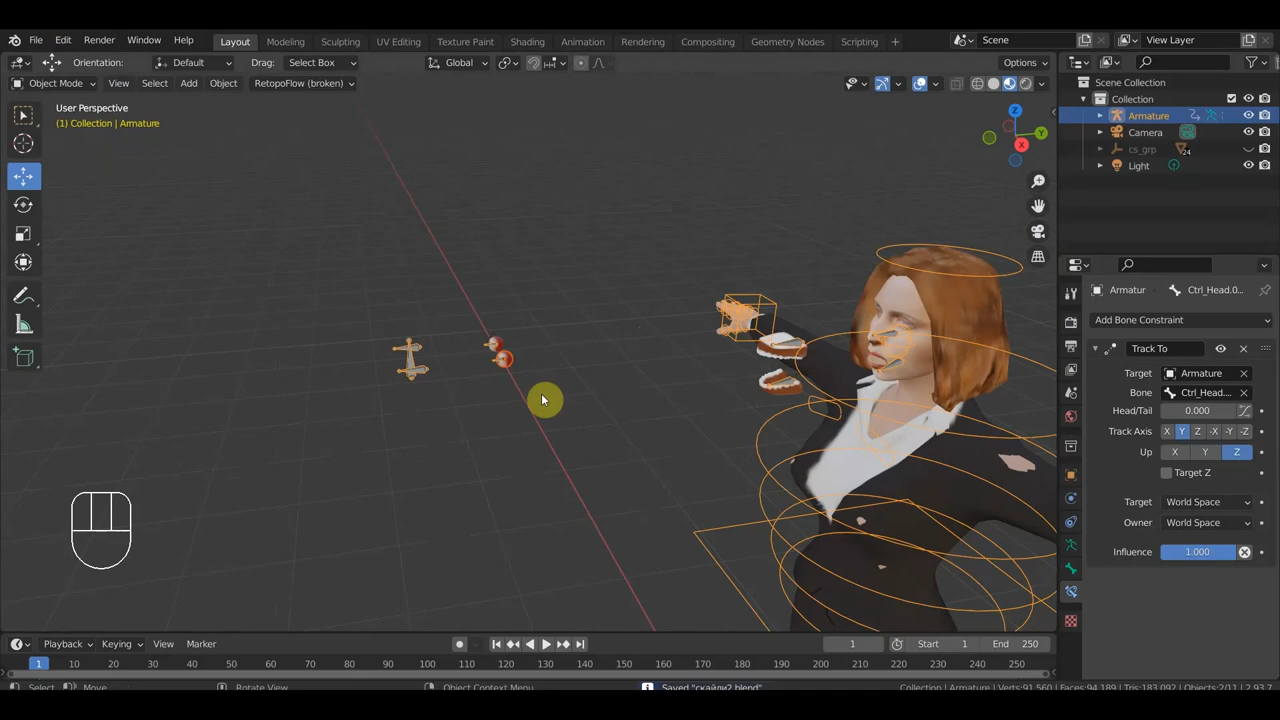 File Edit Render Window Help Layout Modeling Sculpting UV Editing Texture Paint Shading Animation Rendering Compositing Geometry Nodes Scripting + Scene View Layer
Orientation: Default Drag: Select Box Global Options
Object Mode View Select Add Object RetopoFlow (broken)
User Perspective
(1) Collection | Armature
Z
Y
X
Scene Collection
Collection
Armature
Camera
cs_grp 24
Light
Armatur Ctrl_Head.0...
Add Bone Constraint
Track To
Target Armature
Bone Ctrl_Head....
Head/Tail 0.000
Track Axis X Y Z -X -Y -Z
Up X Y Z
Target Z
Target World Space
Owner World Space
Influence 1.000
Playback Keying View Marker 1 Start 1 End 250
1 10 20 30 40 50 60 70 80 90 100 110 120 130 140 150 160 170 180 190 200 210 220 230 240 250
Select Move Rotate View Object Context Menu Saved "скайли2.blend" Collection | Armature | Verts:91,560 | Faces:94,189 | Tris:183,092 | Objects:2/11 | 2.93.7